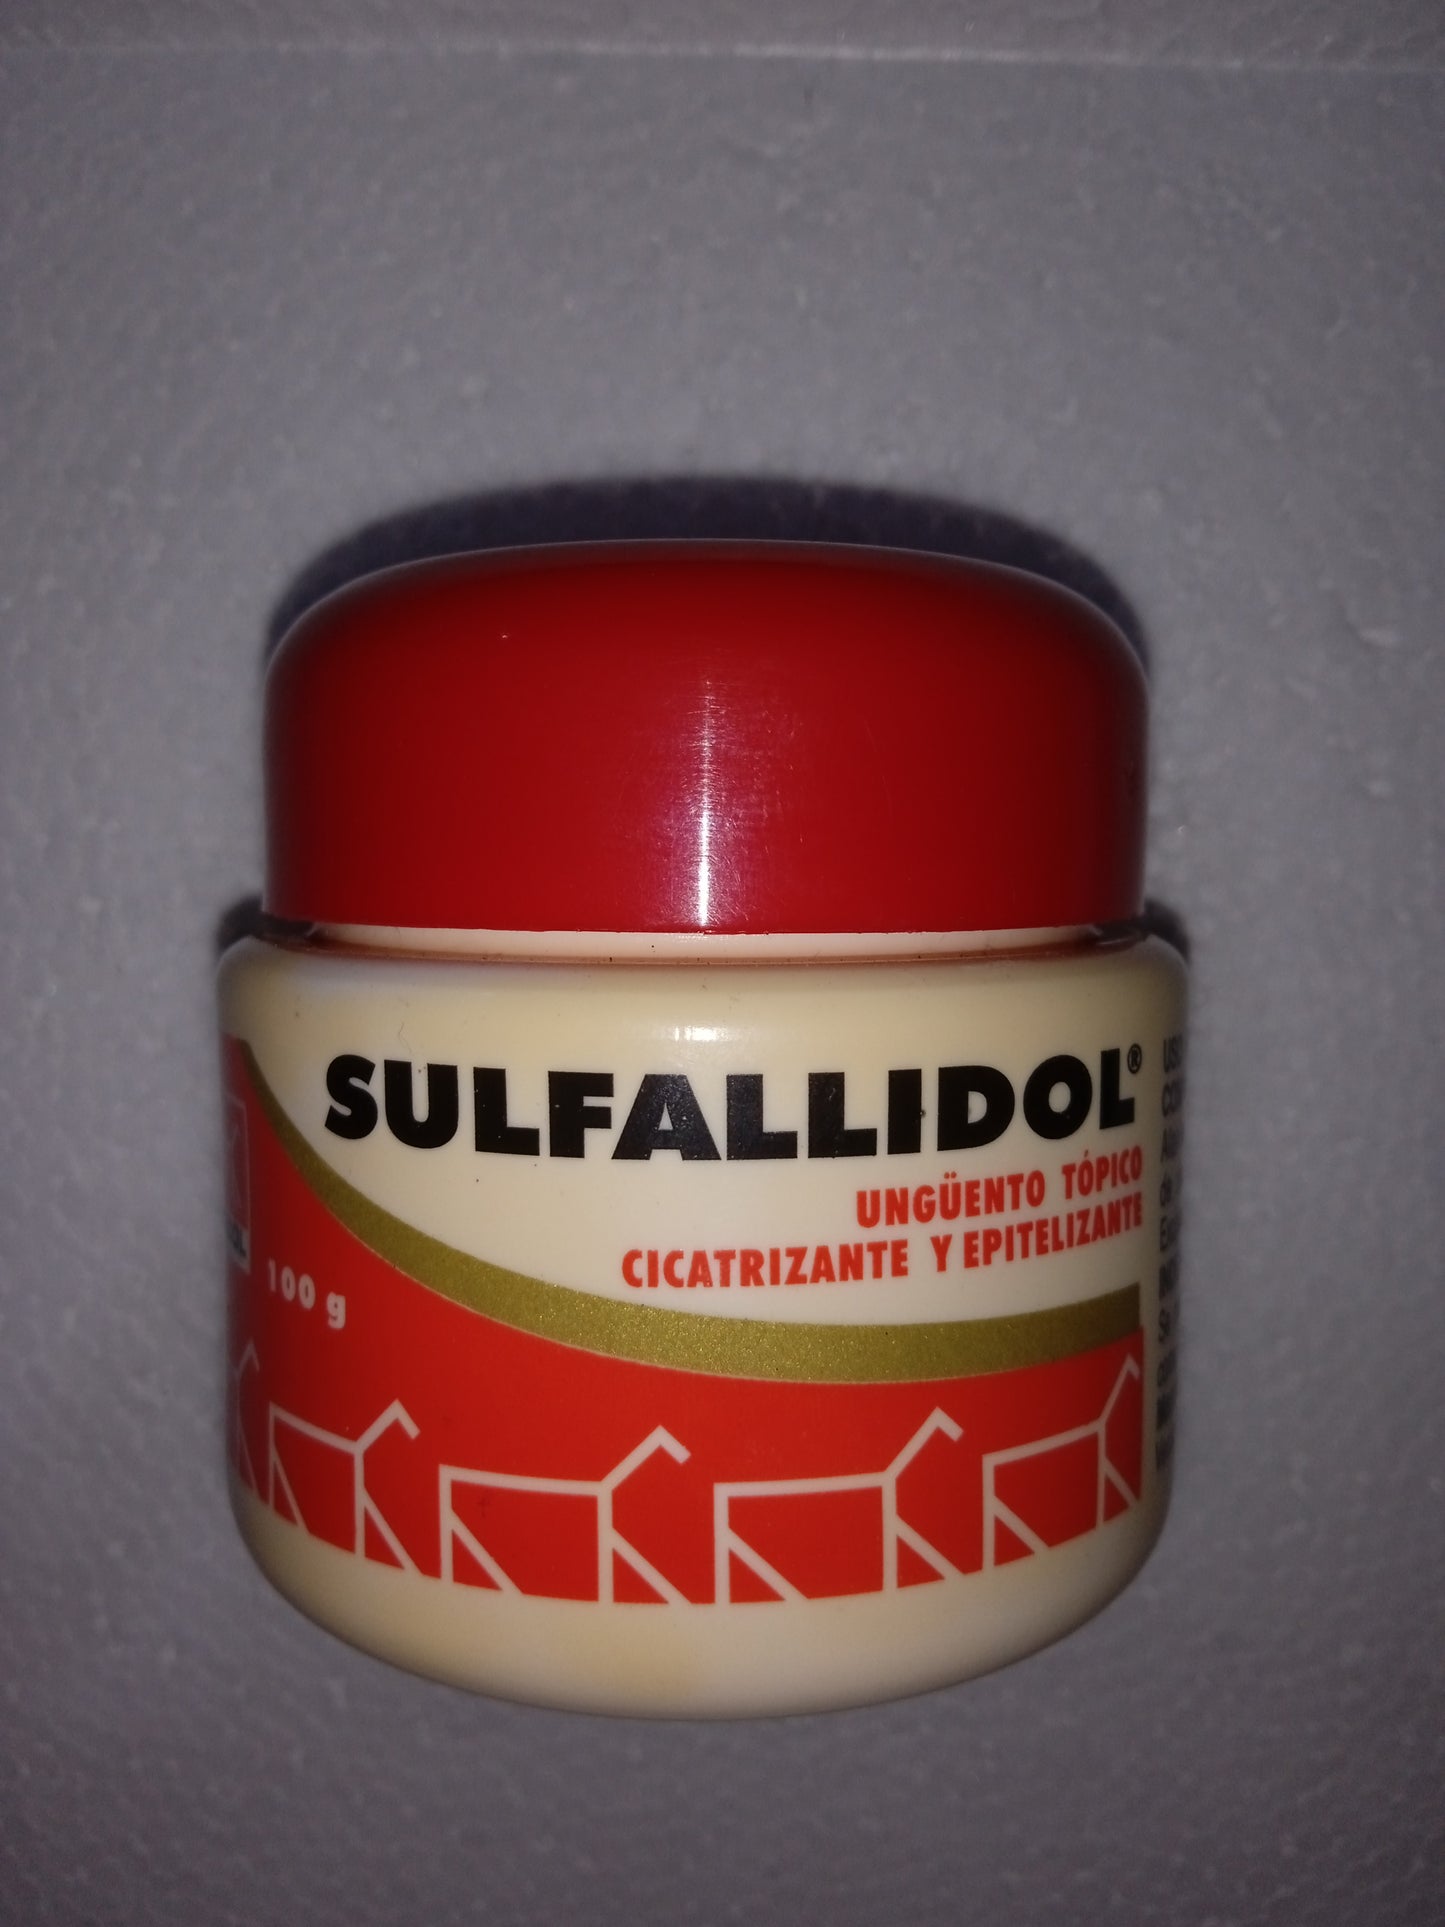 SULFALLIDOL®
UNGÜENTO TÓPICO
CICATRIZANTE Y EPITELIZANTE
100 g